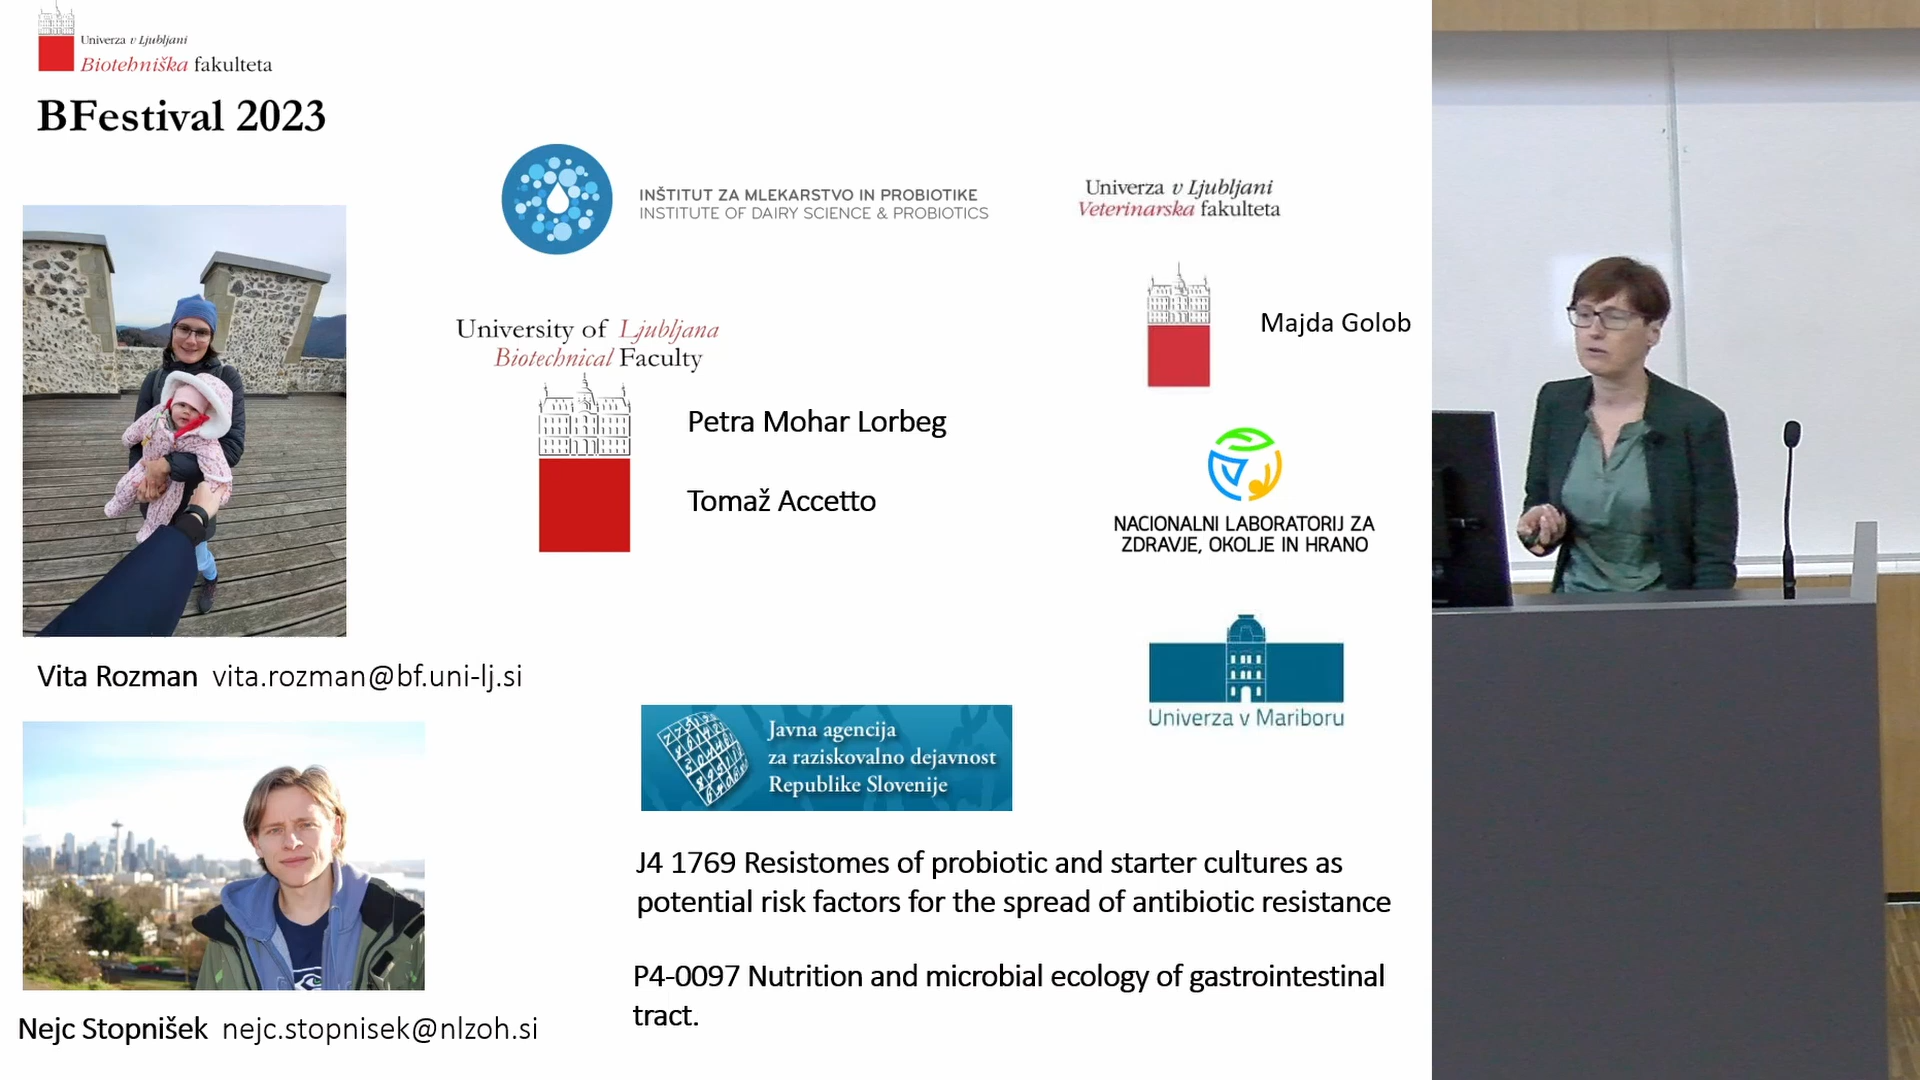 Univerza v Ljubljani
Biotehniška fakulteta
BFestival 2023
INŠTITUT ZA MLEKARSTVO IN PROBIOTIKE
INSTITUTE OF DAIRY SCIENCE & PROBIOTICS
Univerza v Ljubljani
Veterinarska fakulteta
University of Ljubljana
Biotechnical Faculty
Majda Golob
Petra Mohar Lorbeg
Tomaž Accetto
NACIONALNI LABORATORIJ ZA
ZDRAVJE, OKOLJE IN HRANO
Vita Rozman vita.rozman@bf.uni-lj.si
Univerza v Mariboru
Javna agencija
za raziskovalno dejavnost
Republike Slovenije
J4 1769 Resistomes of probiotic and starter cultures as
potential risk factors for the spread of antibiotic resistance
P4-0097 Nutrition and microbial ecology of gastrointestinal
tract.
Nejc Stopnišek nejc.stopnisek@nlzoh.si